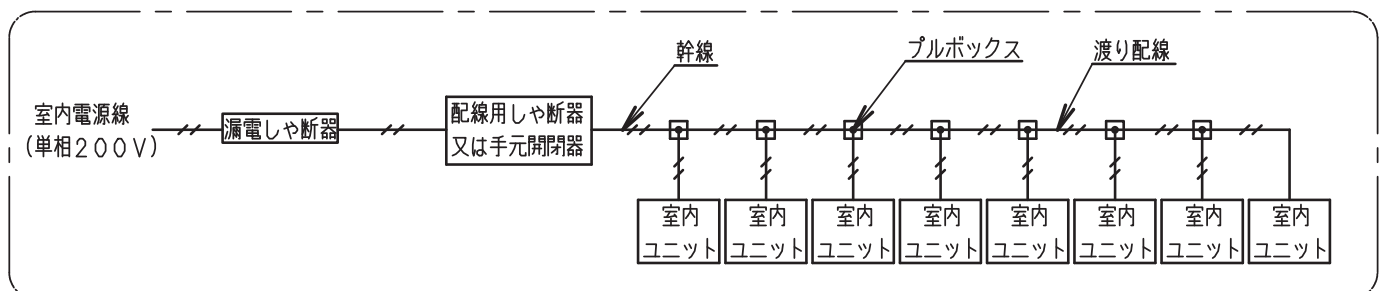 幹線
プルボックス
渡り配線
室内電源線
(単相200V)
漏電しゃ断器
配線用しゃ断器
又は手元開閉器
室内
ユニット
室内
ユニット
室内
ユニット
室内
ユニット
室内
ユニット
室内
ユニット
室内
ユニット
室内
ユニット